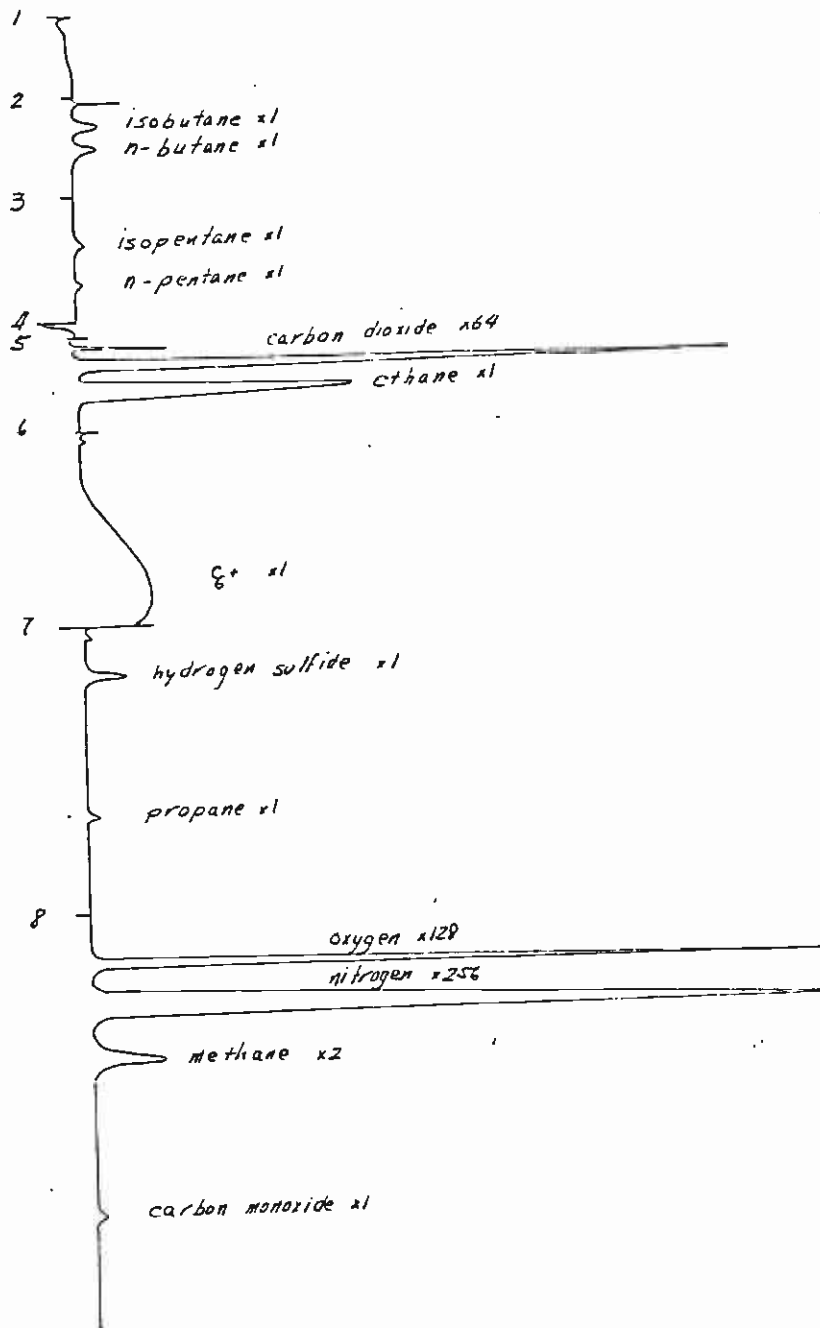 1
2
isobutane x1
n-butane x1
3
isopentane x1
n-pentane x1
4
5
carbon dioxide x64
ethane x1
6
C6+ x1
7
hydrogen sulfide x1
propane x1
8
oxygen x128
nitrogen x256
methane x2
carbon monoxide x1